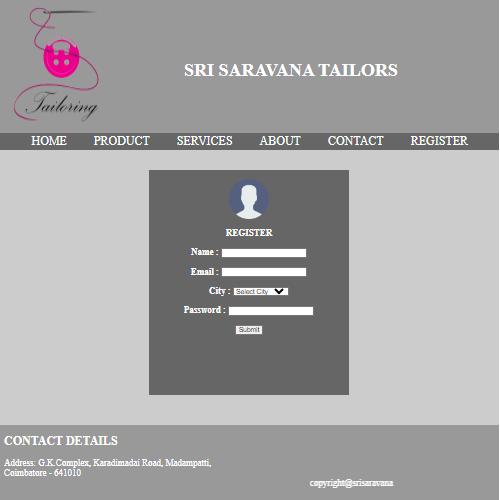 Tailoring
SRI SARAVANA TAILORS
HOME PRODUCT SERVICES ABOUT CONTACT REGISTER
REGISTER
Name :
Email :
City : Select City
Password :
Submit
CONTACT DETAILS
Address: G.K.Complex, Karadimadai Road, Madampatti,
Coimbatore - 641010
copyright@srisaravana